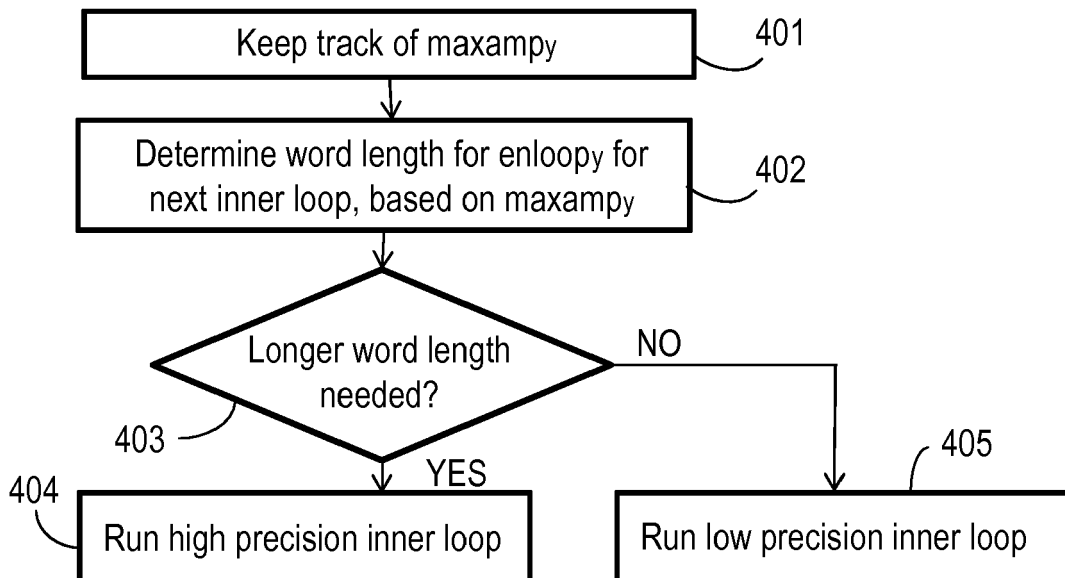 Keep track of maxampy
401
Determine word length for enloopy for
next inner loop, based on maxampy
402
Longer word length
needed?
NO
403
YES
405
404
Run high precision inner loop
Run low precision inner loop